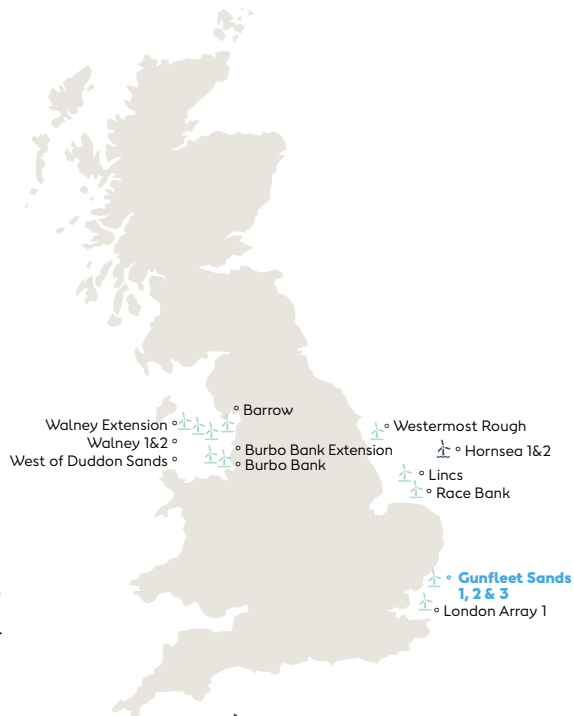 Barrow
Walney Extension
Walney 1&2
West of Duddon Sands
Burbo Bank Extension
Burbo Bank
Westermost Rough
Hornsea 1&2
Lincs
Race Bank
Gunfleet Sands
1, 2 & 3
London Array 1